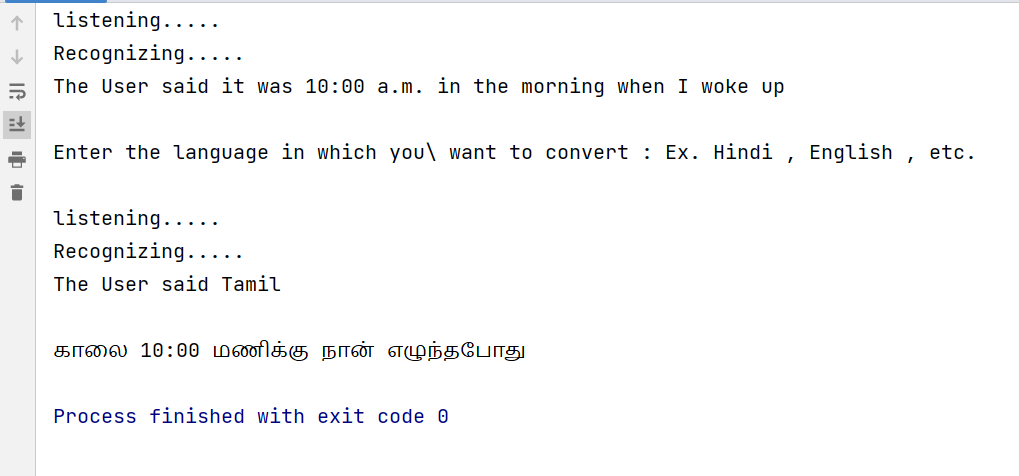 listening.....
Recognizing.....
The User said it was 10:00 a.m. in the morning when I woke up
Enter the language in which you\ want to convert : Ex. Hindi , English , etc.
listening.....
Recognizing.....
The User said Tamil
காலை 10:00 மணிக்கு நான் எழுந்தபோது
Process finished with exit code 0